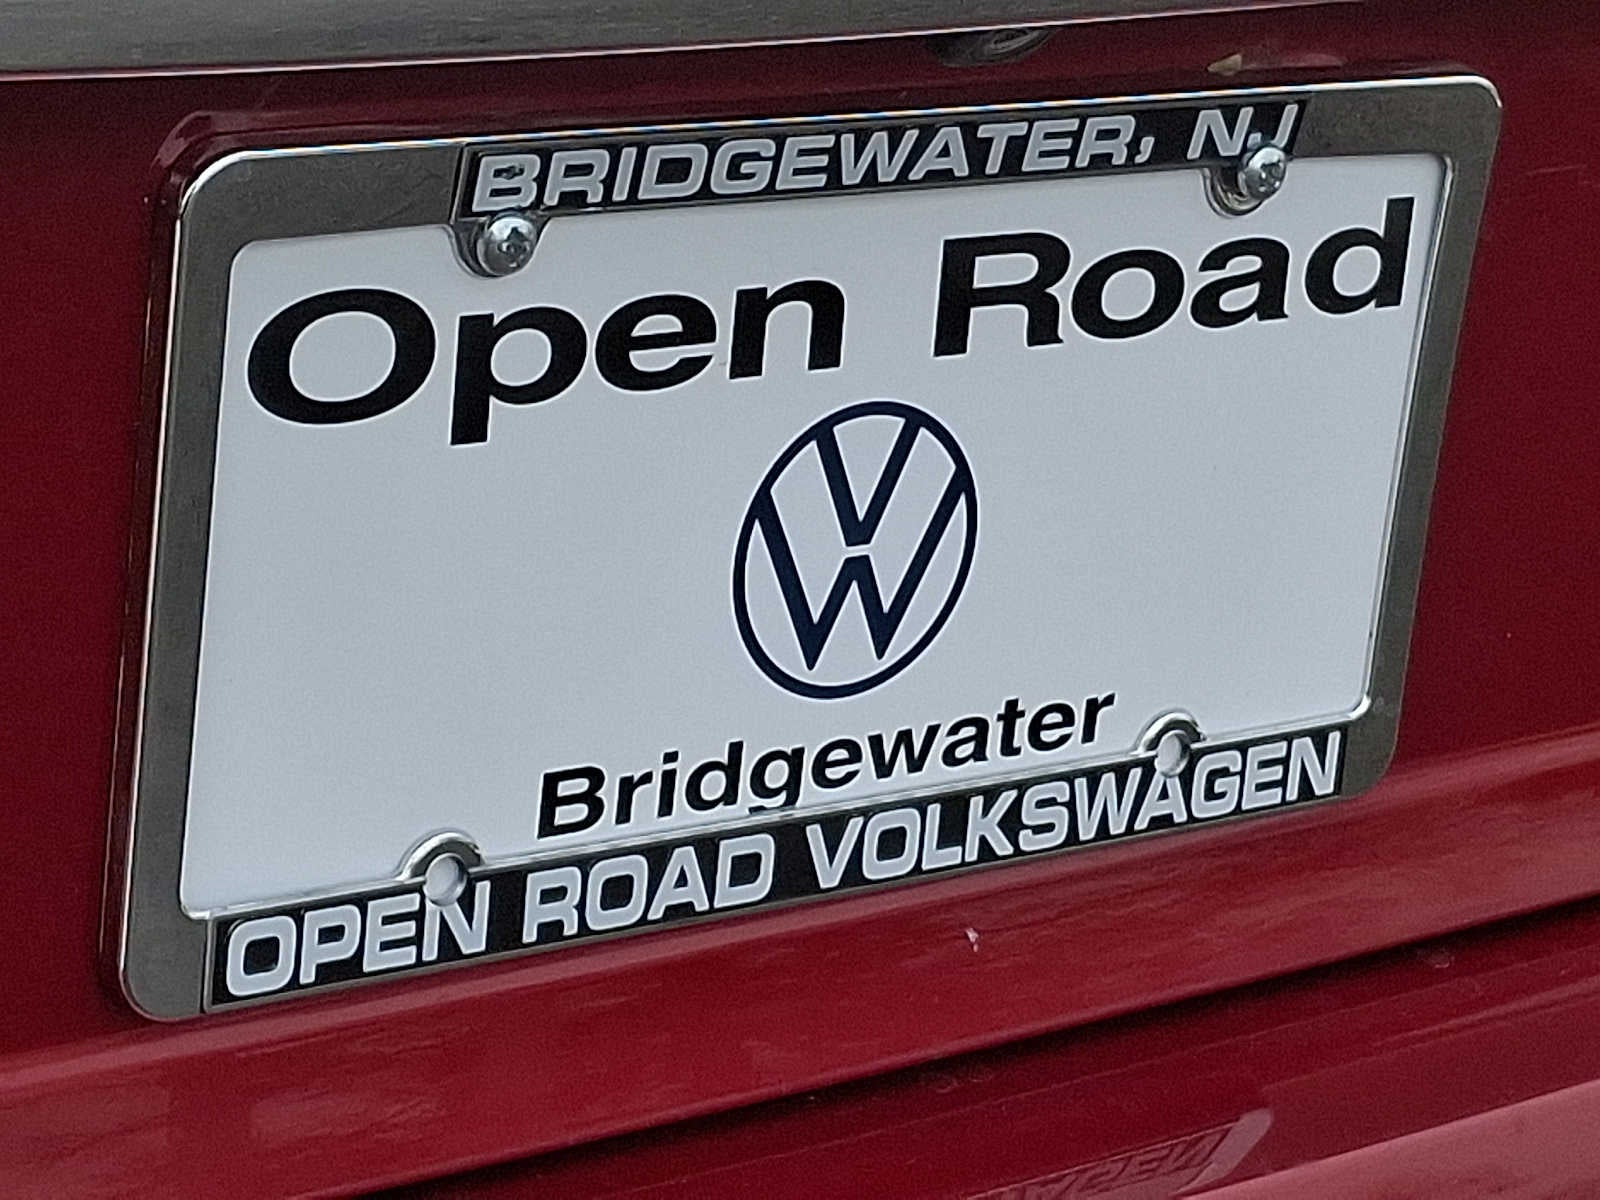 BRIDGEWATER, NJ
Open Road
Bridgewater
OPEN ROAD VOLKSWAGEN